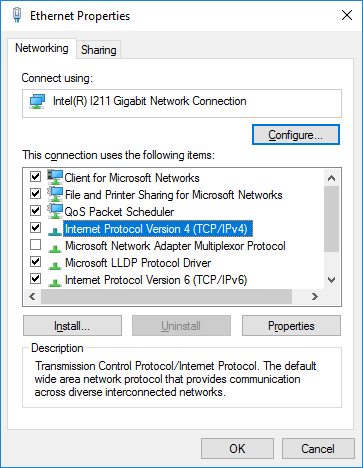 Ethernet Properties
Networking
Sharing
Connect using:
Intel(R) I211 Gigabit Network Connection
Configure...
This connection uses the following items:
Client for Microsoft Networks
File and Printer Sharing for Microsoft Networks
QoS Packet Scheduler
Internet Protocol Version 4 (TCP/IPv4)
Microsoft Network Adapter Multiplexor Protocol
Microsoft LLDP Protocol Driver
Internet Protocol Version 6 (TCP/IPv6)
Install...
Uninstall
Properties
Description
Transmission Control Protocol/Internet Protocol. The default
wide area network protocol that provides communication
across diverse interconnected networks.
OK
Cancel